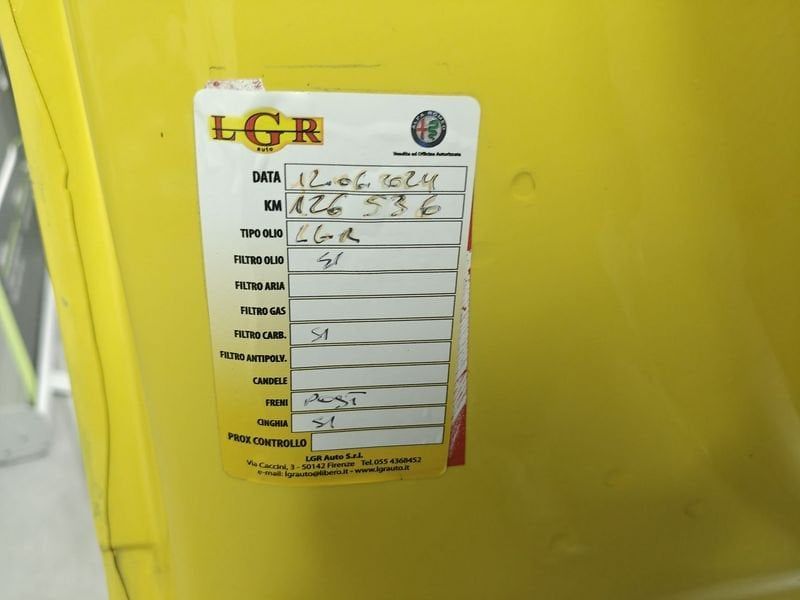 LGR
auto
ALFA ROMEO
Vendita ed Officina Autorizzata
DATA 12.06.2024
KM 126 536
TIPO OLIO LGR
FILTRO OLIO SI
FILTRO ARIA
FILTRO GAS
FILTRO CARB. SI
FILTRO ANTIPOLV.
CANDELE
FRENI POST
CINGHIA SI
PROX CONTROLLO
LGR Auto S.r.l.
Via Caccini, 3 - 50142 Firenze Tel.055 4368452
e-mail: lgrauto@libero.it - www.lgrauto.it